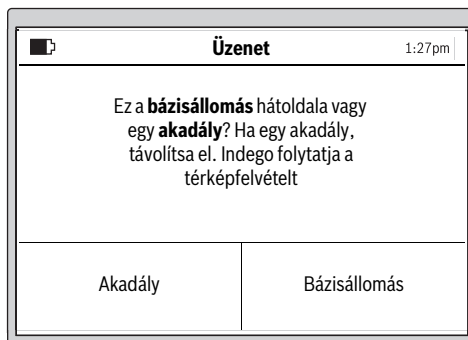 Üzenet 1:27pm
Ez a bázisállomás hátoldala vagy
egy akadály? Ha egy akadály,
távolítsa el. Indego folytatja a
térképfelvételt
Akadály Bázisállomás